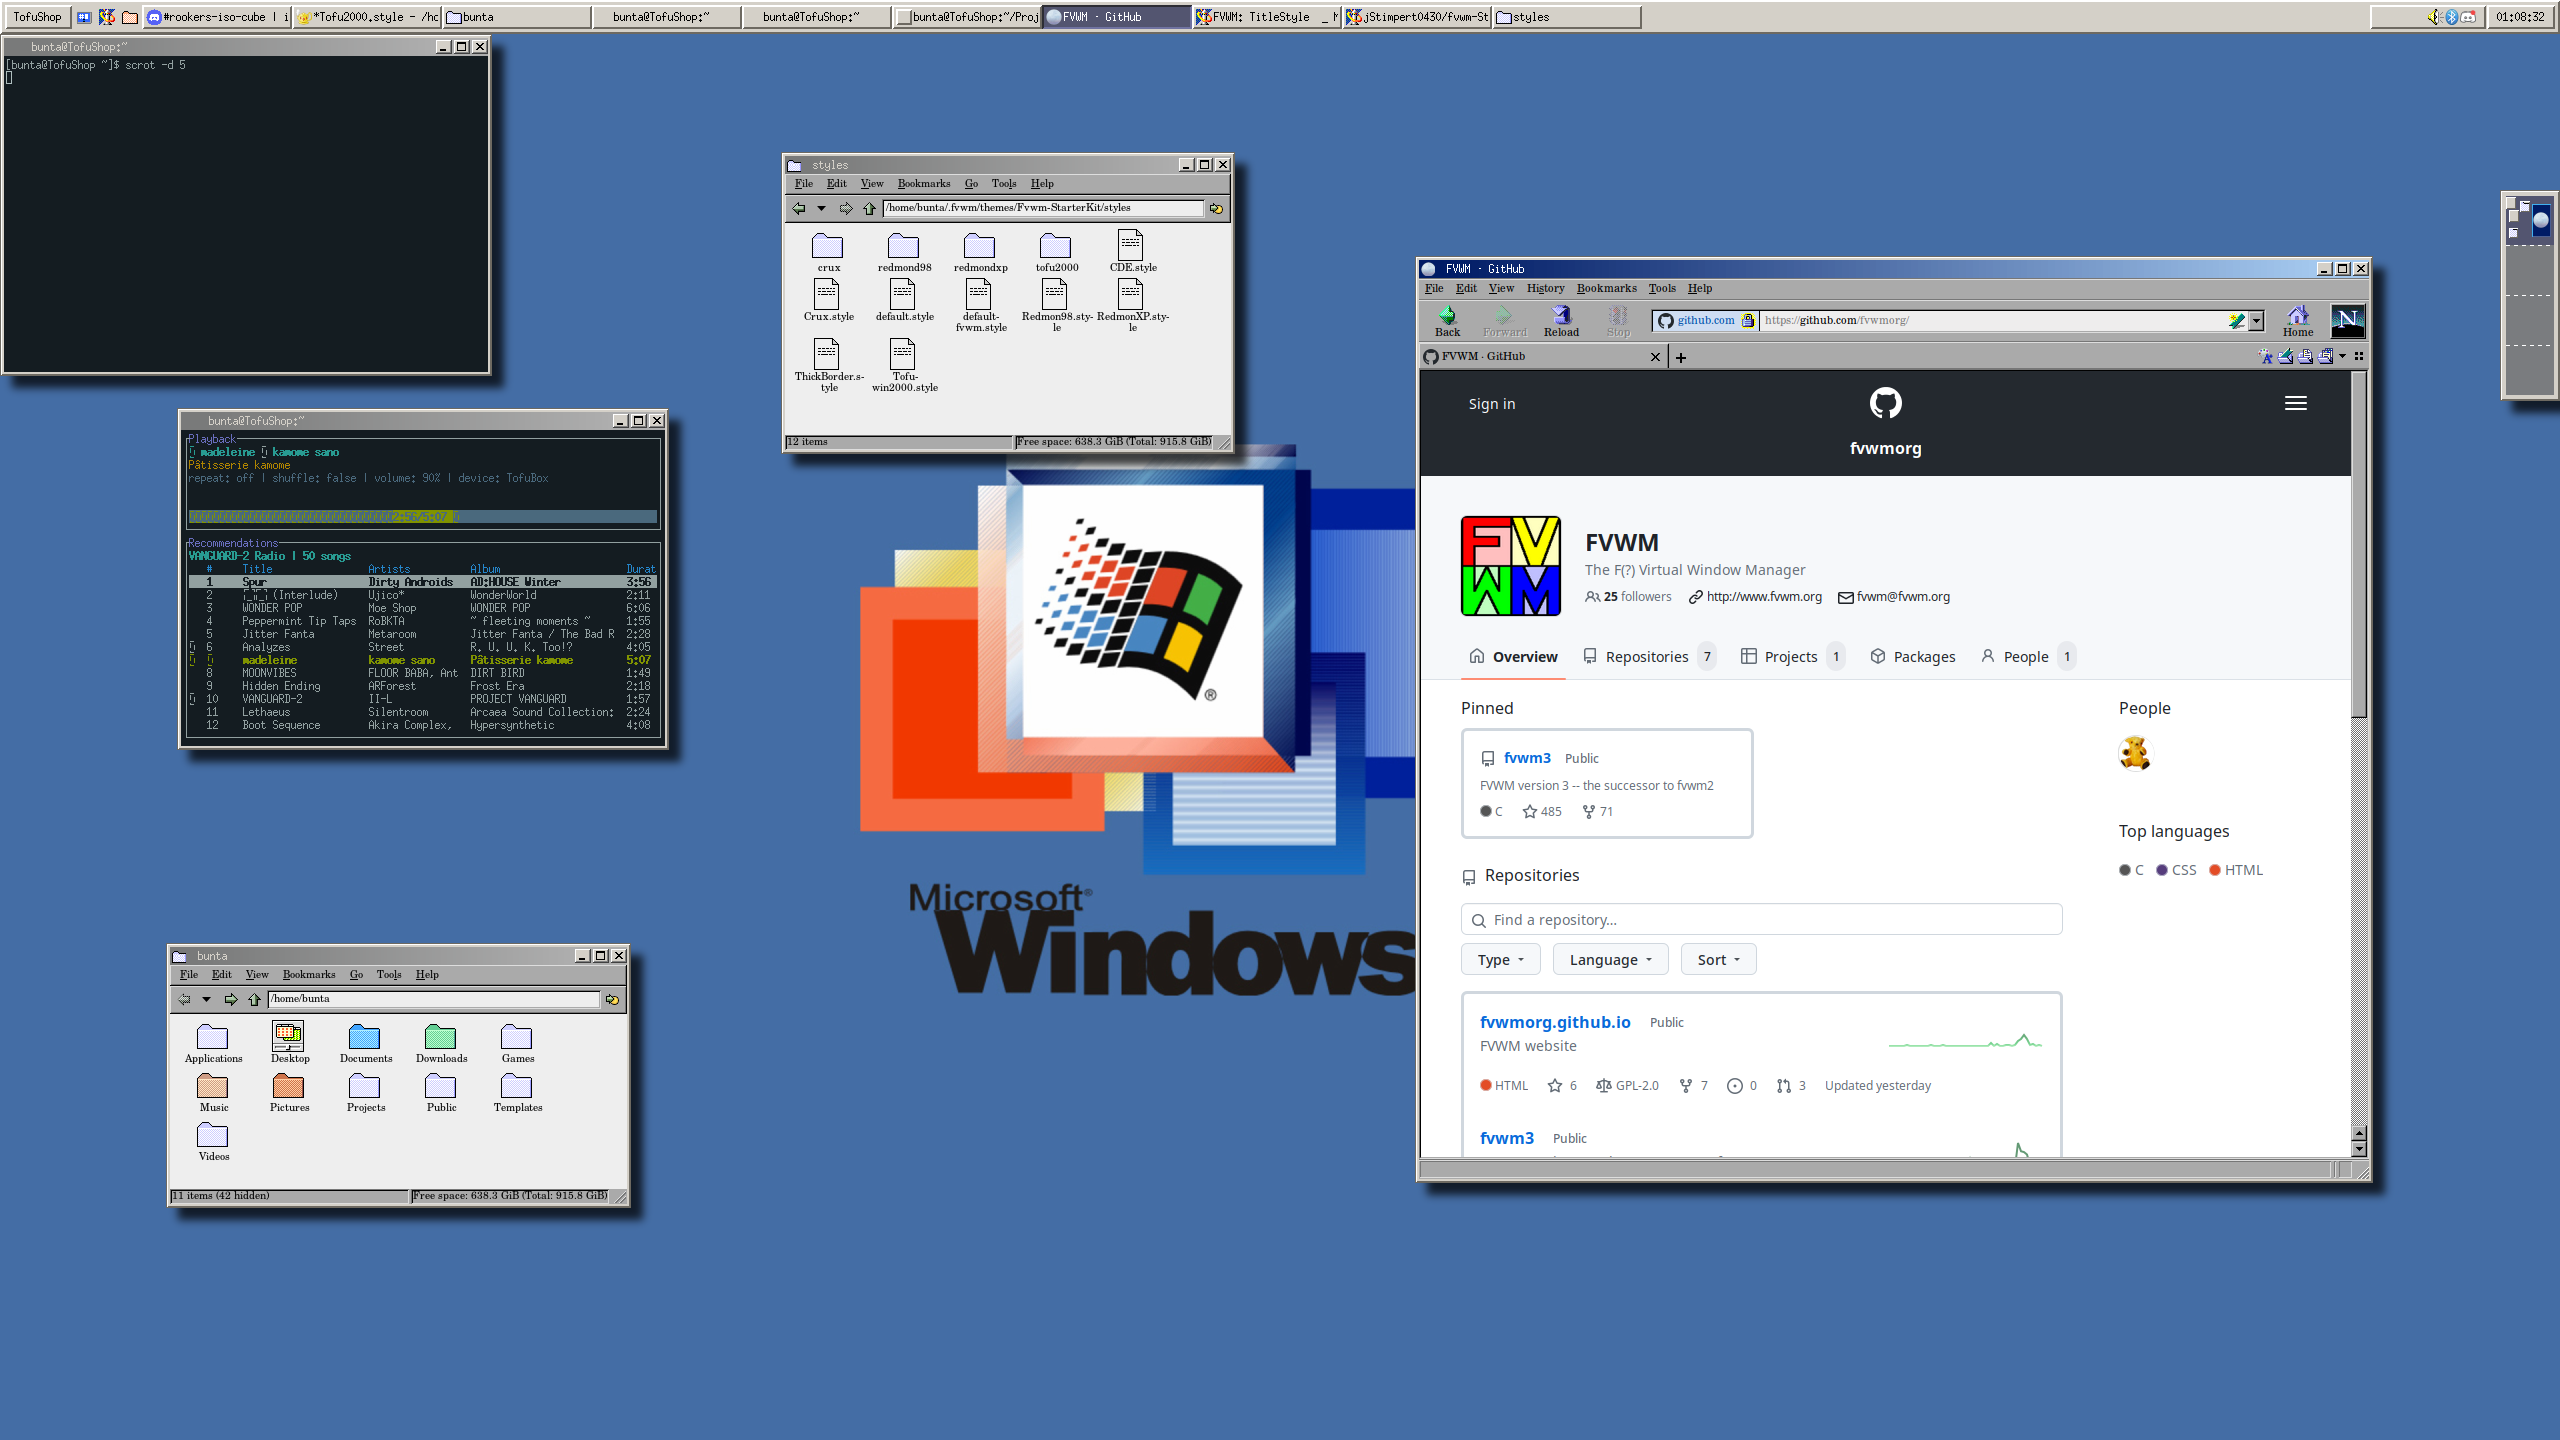 TofuShop
#rookers-iso-cube | i
*Tofu2000.style - /hc
bunta
bunta@TofuShop:~
bunta@TofuShop:~
bunta@TofuShop:~/Proj
FVWM · GitHub
FVWM: TitleStyle
jStimpert0430/fvwm-St
styles
01:08:32
bunta@TofuShop:~
[bunta@TofuShop ~]$ scrot -d 5
styles
File Edit View Bookmarks Go Tools Help
/home/bunta/.fvwm/themes/Fvwm-StarterKit/styles
crux redmond98 redmondxp tofu2000 CDE.style
Crux.style default.style default- Redmon98.sty- RedmonXP.sty-
fvwm.style le le
ThickBorder.s- Tofu-
tyle win2000.style
12 items
Free space: 638.3 GiB (Total: 915.8 GiB)
bunta@TofuShop:~
Playback
madeleine kamome sano
Pâtisserie kamome
repeat: off | shuffle: false | volume: 90% | device: TofuBox
2:56/5:07
Recommendations
VANGUARD-2 Radio | 50 songs
# Title Artists Album Durat
1 Spur Dirty Androids AD:HOUSE Winter 3:56
2 (Interlude) Ujico* WonderWorld 2:11
3 WONDER POP Moe Shop WONDER POP 6:06
4 Peppermint Tip Taps RoBKTA ~ fleeting moments ~ 1:55
5 Jitter Fanta Metaroom Jitter Fanta / The Bad R 2:28
6 Analyzes Street R. U. U. K. Too!? 4:05
madeleine kamome sano Pâtisserie kamome 5:07
8 MOONVIBES FLOOR BABA, Ant DIRT BIRD 1:49
9 Hidden Ending ARForest Frost Era 2:18
10 VANGUARD-2 II-L PROJECT VANGUARD 1:57
11 Lethaeus Silentroom Arcaea Sound Collection: 2:24
12 Boot Sequence Akira Complex, Hypersynthetic 4:08
Microsoft®
Windows
bunta
File Edit View Bookmarks Go Tools Help
/home/bunta
Applications Desktop Documents Downloads Games
Music Pictures Projects Public Templates
Videos
11 items (42 hidden)
Free space: 638.3 GiB (Total: 915.8 GiB)
FVWM · GitHub
File Edit View History Bookmarks Tools Help
Back Forward Reload Stop
github.com
https://github.com/fvwmorg/
Home
N
FVWM · GitHub
Sign in
fvwmorg
FVWM
FVWM
The F(?) Virtual Window Manager
25 followers http://www.fvwm.org fvwm@fvwm.org
Overview Repositories 7 Projects 1 Packages People 1
Pinned
fvwm3 Public
FVWM version 3 -- the successor to fvwm2
C 485 71
People
Top languages
C CSS HTML
Repositories
Find a repository...
Type Language Sort
fvwmorg.github.io Public
FVWM website
HTML 6 GPL-2.0 7 0 3 Updated yesterday
fvwm3 Public